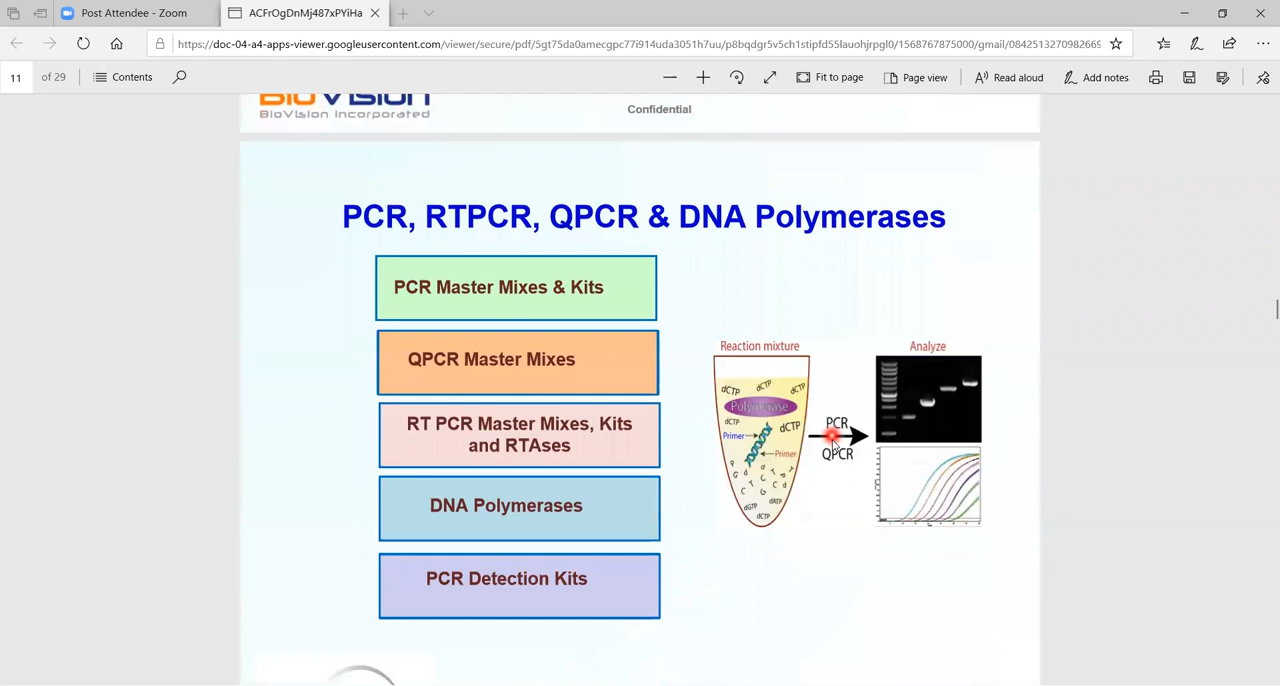 Post Attendee - Zoom
ACFrOgDnMj487xPYiHa
https://doc-04-a4-apps-viewer.googleusercontent.com/viewer/secure/pdf/5gt75da0amecgpc77i914uda3051h7uu/p8bqdgr5v5ch1stipfd55lauohjrpgl0/1568767875000/gmail/0842513270982669
11 of 29
Contents
Fit to page
Page view
Read aloud
Add notes
BioVision
BioVision Incorporated
Confidential
PCR, RTPCR, QPCR & DNA Polymerases
PCR Master Mixes & Kits
QPCR Master Mixes
RT PCR Master Mixes, Kits
and RTAses
DNA Polymerases
PCR Detection Kits
Reaction mixture
dCTP dCTP dCTP
Polymerase
dCTP dCTP
Primer
Primer
dGTP dATP
dCTP
PCR
QPCR
Analyze